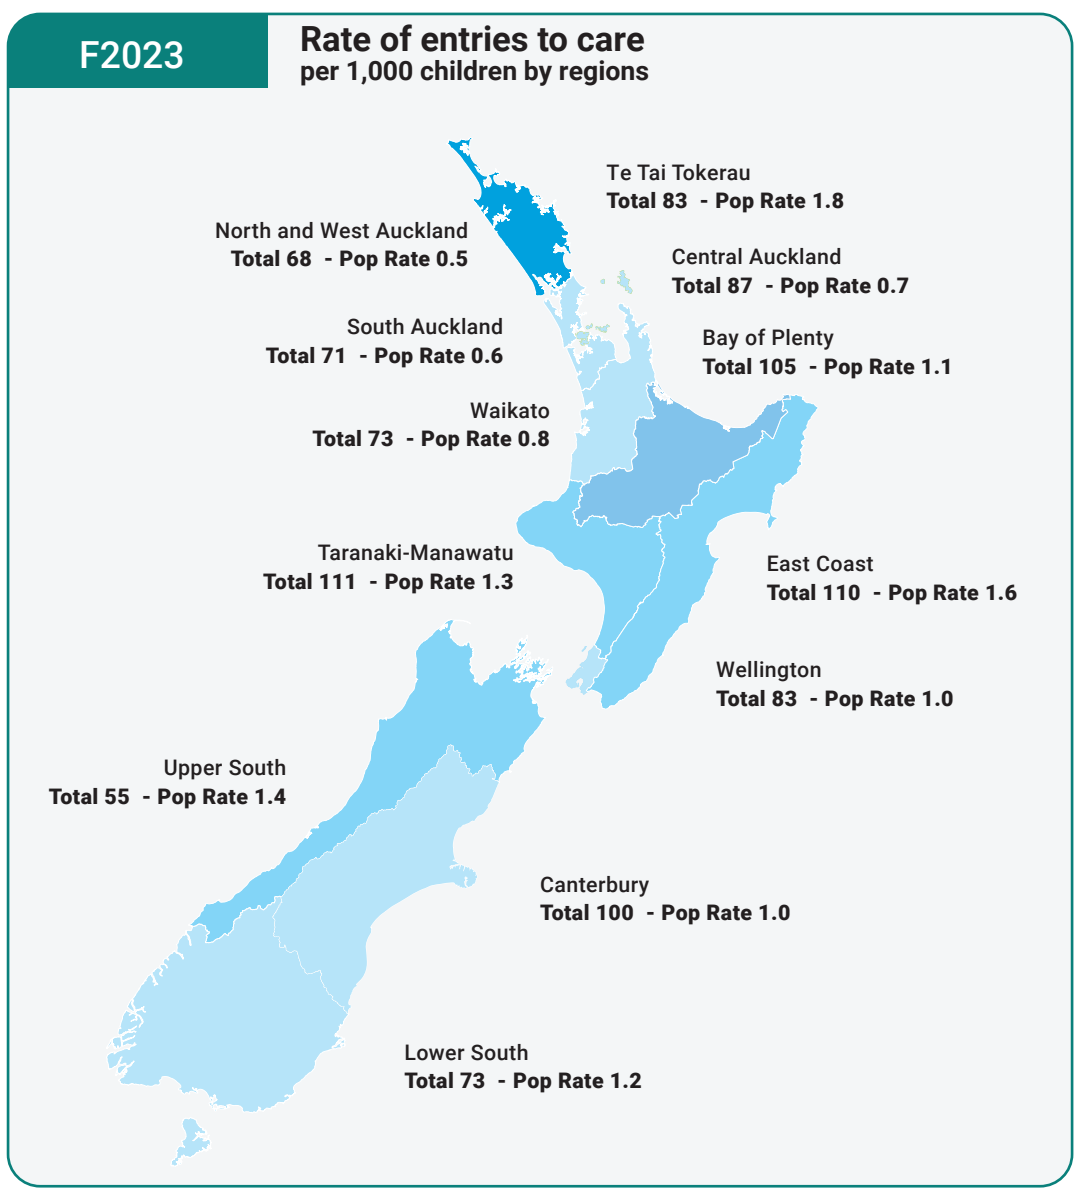 F2023
Rate of entries to care
per 1,000 children by regions
Te Tai Tokerau
Total 83 - Pop Rate 1.8
North and West Auckland
Total 68 - Pop Rate 0.5
Central Auckland
Total 87 - Pop Rate 0.7
South Auckland
Total 71 - Pop Rate 0.6
Bay of Plenty
Total 105 - Pop Rate 1.1
Waikato
Total 73 - Pop Rate 0.8
Taranaki-Manawatu
Total 111 - Pop Rate 1.3
East Coast
Total 110 - Pop Rate 1.6
Wellington
Total 83 - Pop Rate 1.0
Upper South
Total 55 - Pop Rate 1.4
Canterbury
Total 100 - Pop Rate 1.0
Lower South
Total 73 - Pop Rate 1.2